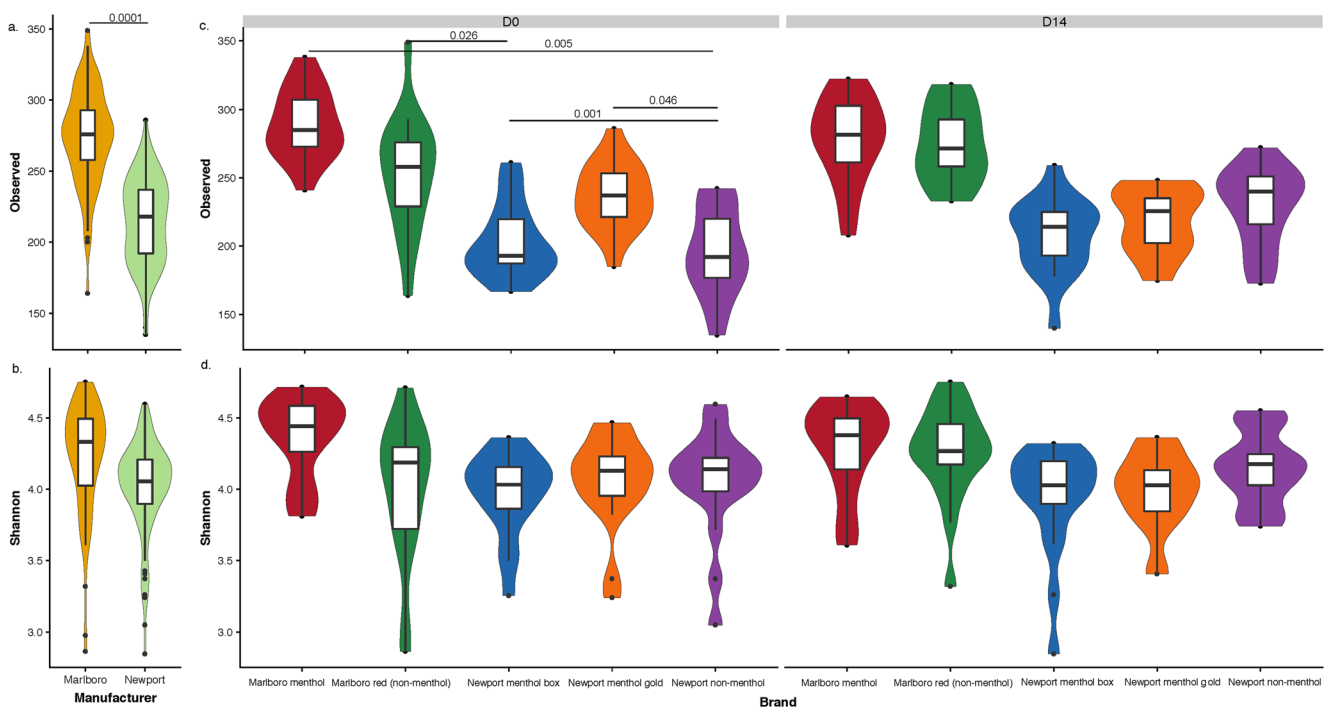 a.
0.0001
350
300
250
200
150
Observed
b.
4.5
4.0
3.5
3.0
Shannon
Marlboro Newport
Manufacturer
c.
D0 D14
350
300
250
200
150
Observed
0.026
0.005
0.046
0.001
d.
4.5
4.0
3.5
3.0
Shannon
Marlboro menthol Marlboro red (non-menthol) Newport menthol box Newport menthol gold Newport non-menthol Marlboro menthol Marlboro red (non-menthol) Newport menthol box Newport menthol gold Newport non-menthol
Brand